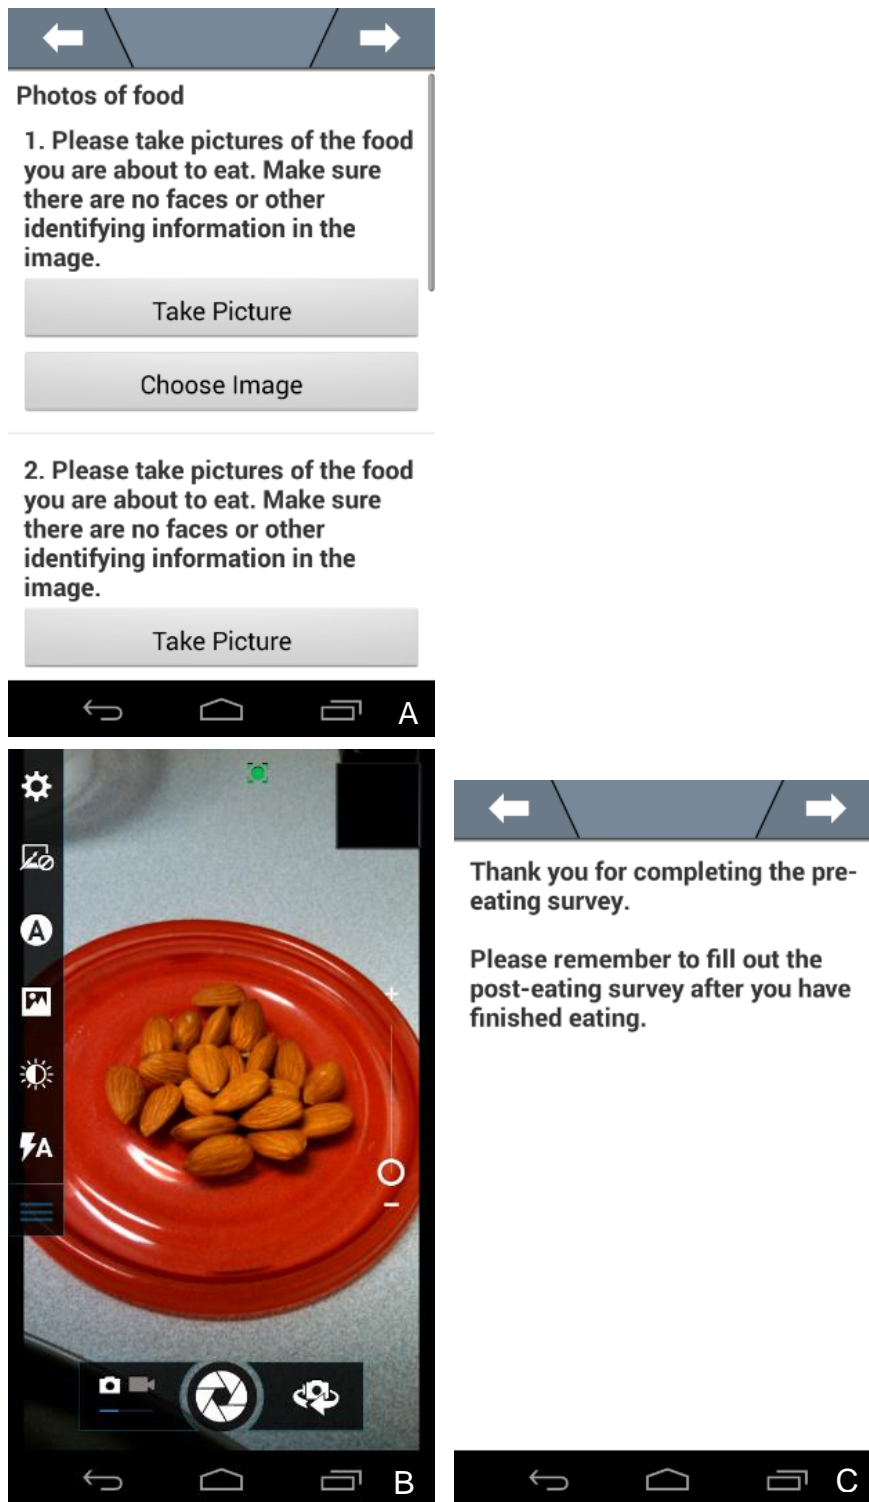 Photos of food
1. Please take pictures of the food
you are about to eat. Make sure
there are no faces or other
identifying information in the
image.
Take Picture
Choose Image
2. Please take pictures of the food
you are about to eat. Make sure
there are no faces or other
identifying information in the
image.
Take Picture
A
A
A
B
Thank you for completing the pre-
eating survey.
Please remember to fill out the
post-eating survey after you have
finished eating.
C